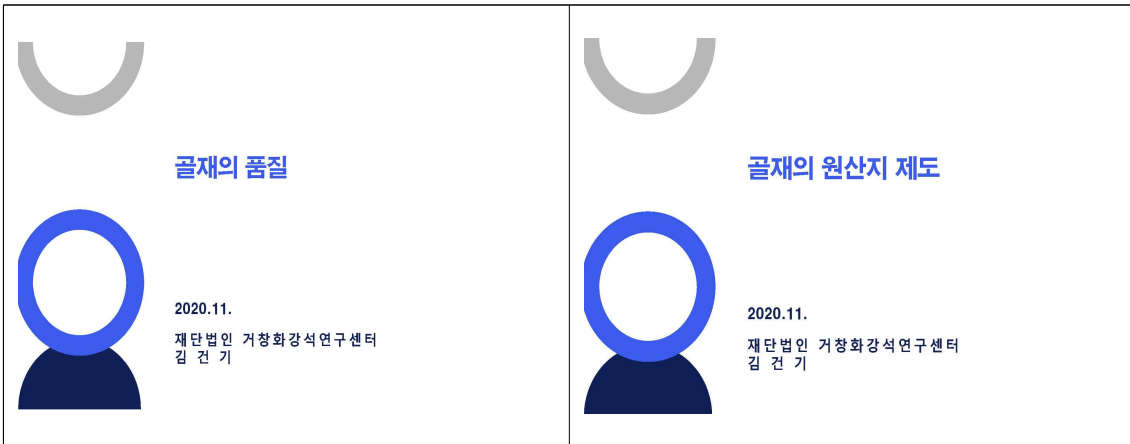 골재의 품질
2020.11.
재단법인 거창화강석연구센터
김 건 기
골재의 원산지 제도
2020.11.
재단법인 거창화강석연구센터
김 건 기